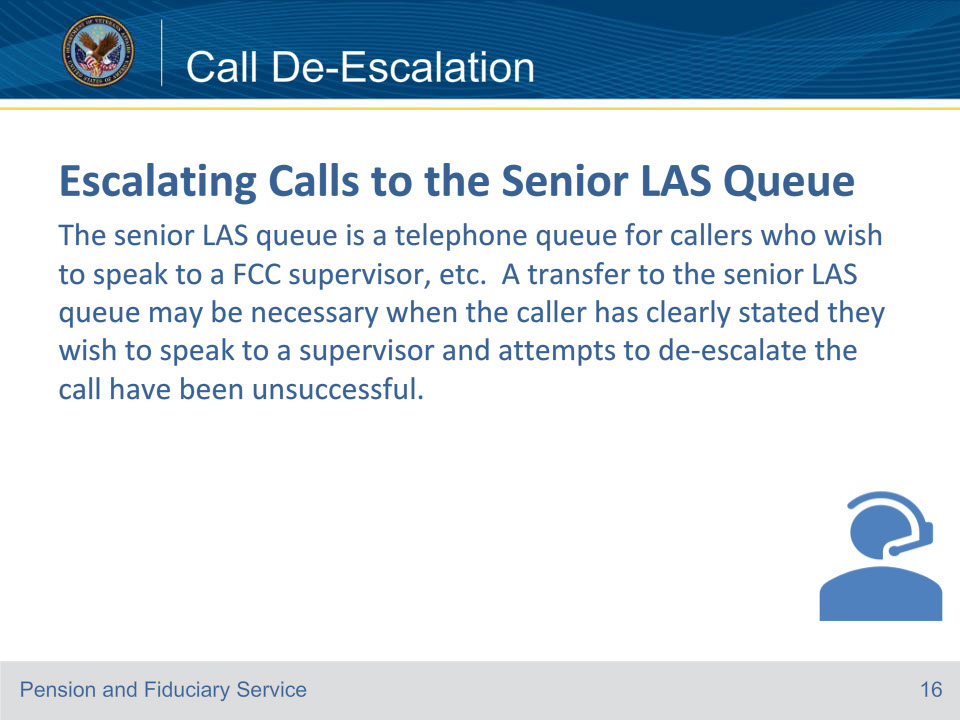 Call De-Escalation
Escalating Calls to the Senior LAS Queue
The senior LAS queue is a telephone queue for callers who wish
to speak to a FCC supervisor, etc.  A transfer to the senior LAS
queue may be necessary when the caller has clearly stated they
wish to speak to a supervisor and attempts to de-escalate the
call have been unsuccessful.
Pension and Fiduciary Service
16